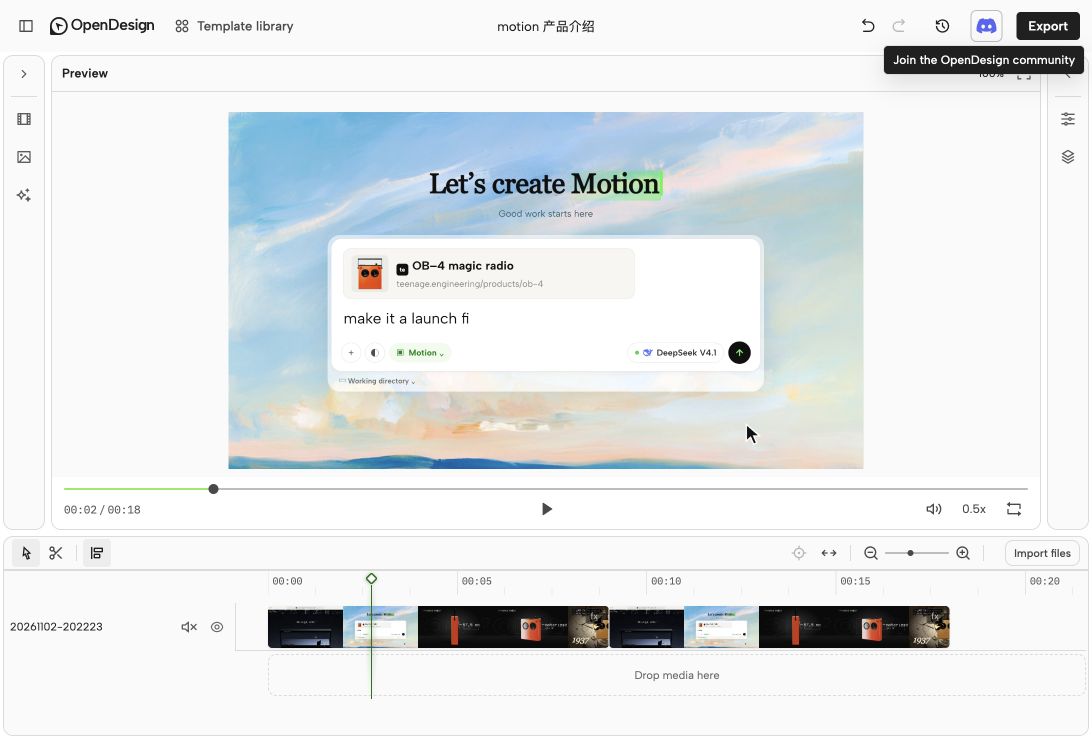 OpenDesign
Template library
motion 产品介绍
Export
Join the OpenDesign community
Preview
Let's create Motion
Good work starts here
te
OB–4 magic radio
teenage.engineering/products/ob-4
make it a launch fi
Motion
DeepSeek V4.1
Working directory
00:02 / 00:18
0.5x
Import files
00:00
00:05
00:10
00:15
00:20
20261102-202223
fx
1937
Drop media here